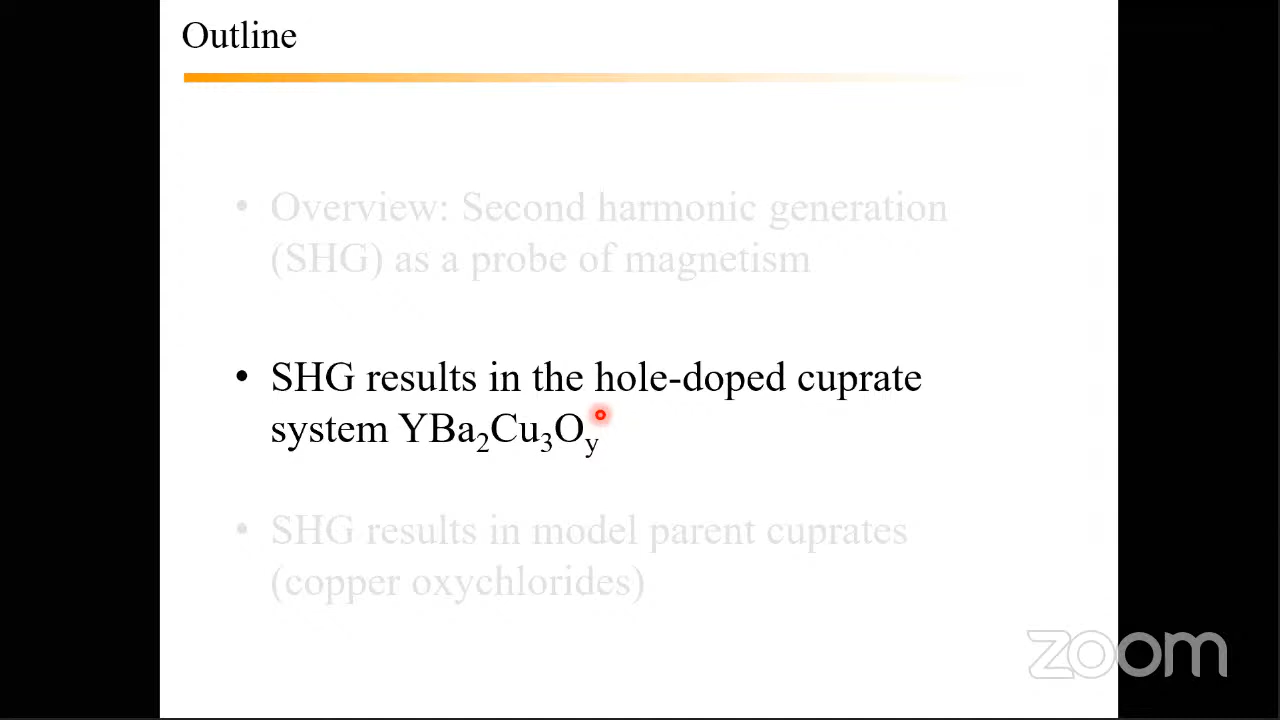 Outline
• Overview: Second harmonic generation
(SHG) as a probe of magnetism
• SHG results in the hole-doped cuprate
system YBa₂Cu₃Oy
• SHG results in model parent cuprates
(copper oxychlorides)
zoom